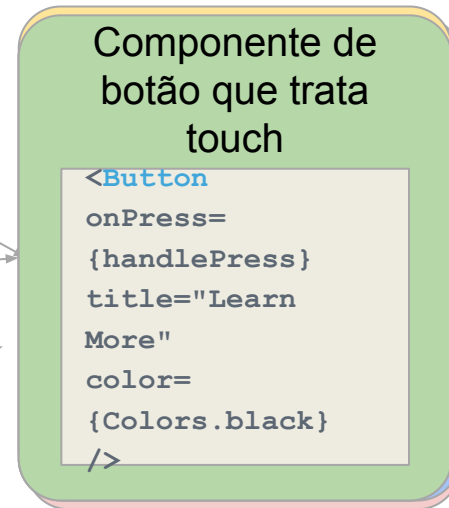 Componente de
botão que trata
touch
<Button
onPress=
{handlePress}
title="Learn
More"
color=
{Colors.black}
/>